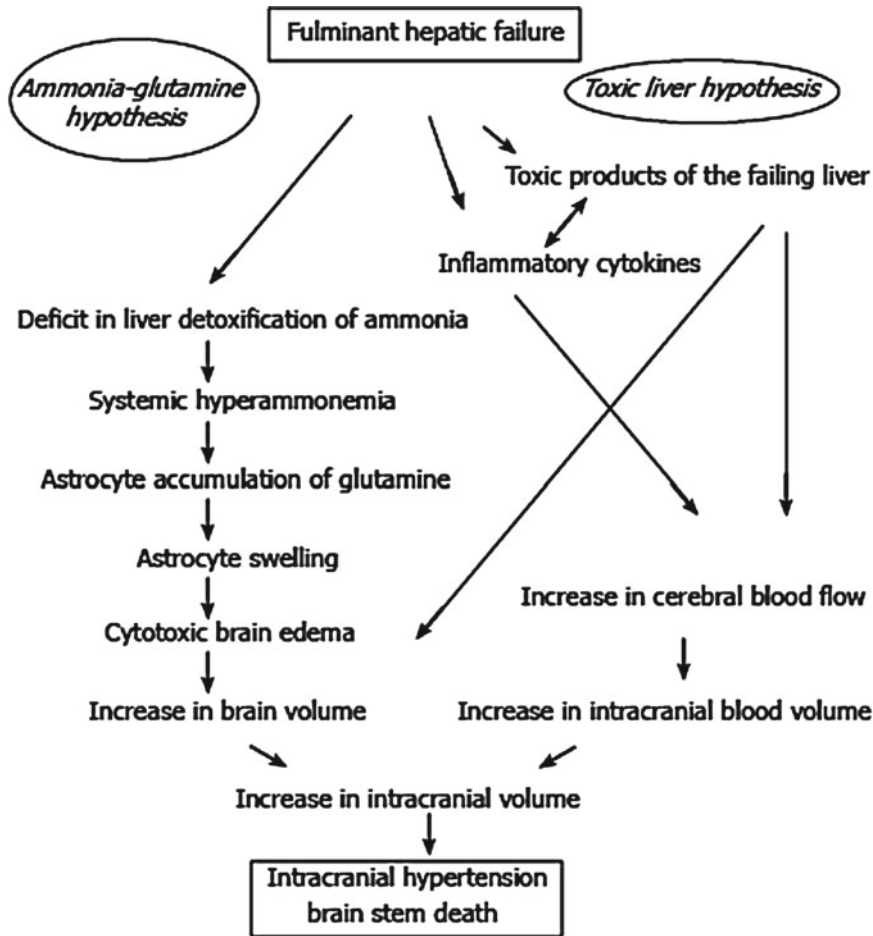 Fulminant hepatic failure
Ammonia-glutamine
hypothesis
Toxic liver hypothesis
Toxic products of the failing liver
Inflammatory cytokines
Deficit in liver detoxification of ammonia
Systemic hyperammonemia
Astrocyte accumulation of glutamine
Astrocyte swelling
Cytotoxic brain edema
Increase in brain volume
Increase in cerebral blood flow
Increase in intracranial blood volume
Increase in intracranial volume
Intracranial hypertension
brain stem death